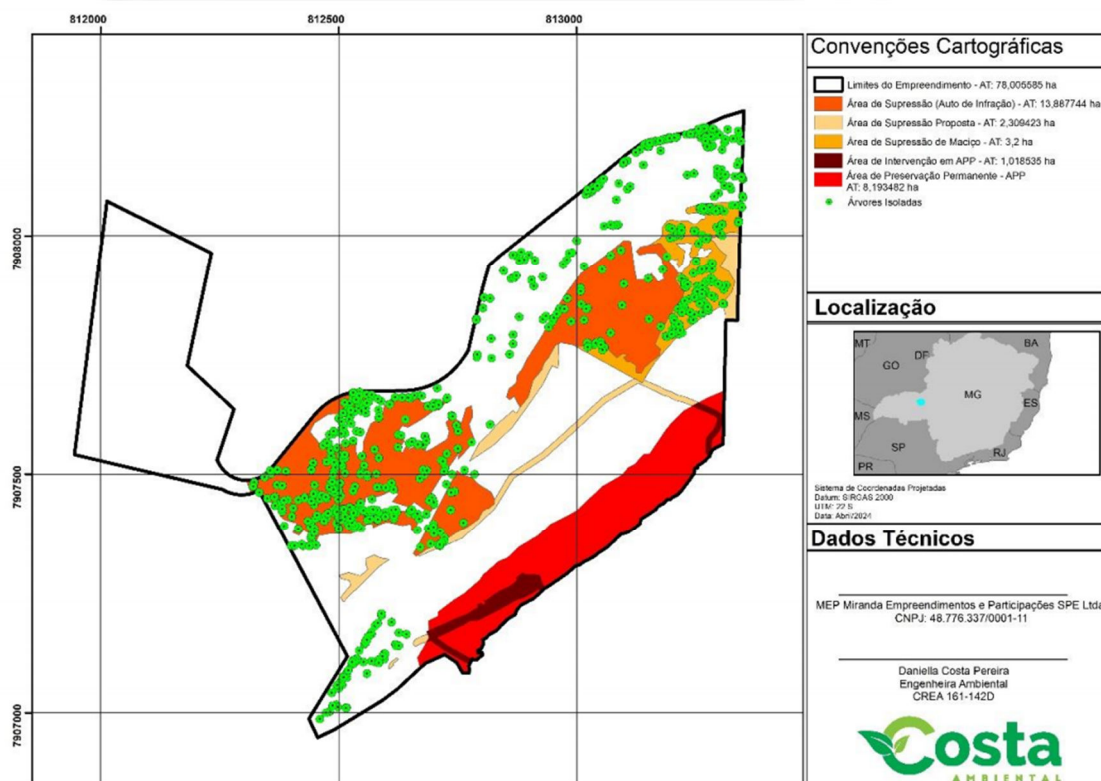 812000
812500
813000
7908000
7907500
7907000
Convenções Cartográficas
Limites do Empreendimento - AT: 78,005585 ha
Área de Supressão (Auto de Infração) - AT: 13,887744 ha
Área de Supressão Proposta - AT: 2,309423 ha
Área de Supressão de Maciço - AT: 3,2 ha
Área de Intervenção em APP - AT: 1,018535 ha
Área de Preservação Permanente - APP
AT: 8,193482 ha
Árvores Isoladas
Localização
MT
GO
DF
BA
MG
ES
MS
SP
RJ
PR
Sistema de Coordenadas Projetadas
Datum: SIRGAS 2000
UTM: 22 S
Data: Abril/2024
Dados Técnicos
MEP Miranda Empreendimentos e Participações SPE Ltda
CNPJ: 48.776.337/0001-11
Daniella Costa Pereira
Engenheira Ambiental
CREA 161-142D
Costa
AMBIENTAL